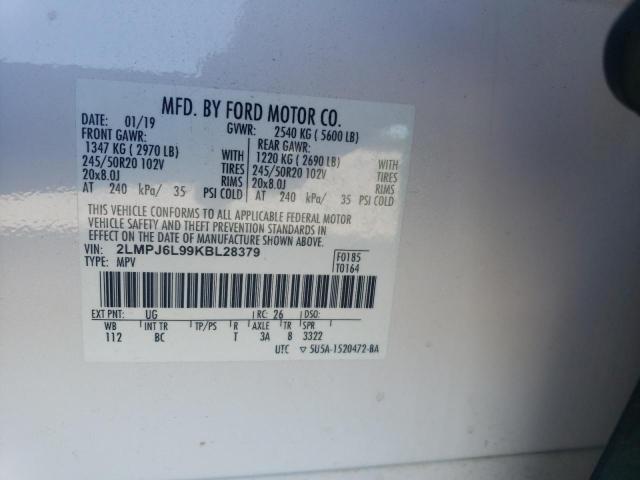 MFD. BY FORD MOTOR CO.
DATE: 01/19 GVWR: 2540 KG ( 5600 LB)
FRONT GAWR: REAR GAWR:
1347 KG ( 2970 LB) WITH 1220 KG ( 2690 LB) WITH
245/50R20 102V TIRES 245/50R20 102V TIRES
20x8.0J RIMS 20x8.0J RIMS
AT 240 kPa/ 35 PSI COLD AT 240 kPa/ 35 PSI COLD
THIS VEHICLE CONFORMS TO ALL APPLICABLE FEDERAL MOTOR
VEHICLE SAFETY AND THEFT PREVENTION STANDARDS IN
EFFECT ON THE DATE OF MANUFACTURE SHOWN ABOVE.
VIN: 2LMPJ6L99KBL28379 F0185
TYPE: MPV T0164
EXT PNT: UG RC: 26 DSO:
WB INT TR TP/PS R AXLE TR SPR
112 BC T 3A 8 3322
UTC ▽ 5U5A-1520472-BA